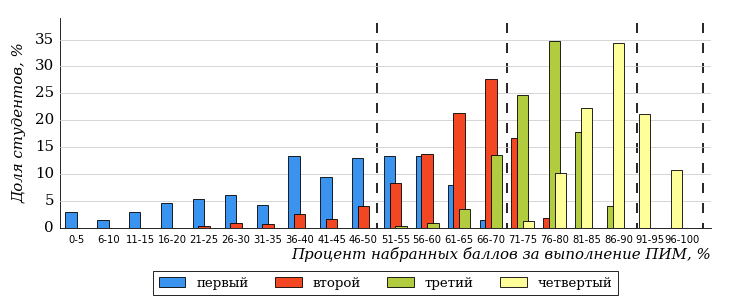 Доля студентов, %
35
30
25
20
15
10
5
0
0-5 6-10 11-15 16-20 21-25 26-30 31-35 36-40 41-45 46-50 51-55 56-60 61-65 66-70 71-75 76-80 81-85 86-90 91-95 96-100
Процент набранных баллов за выполнение ПИМ, %
первый второй третий четвертый